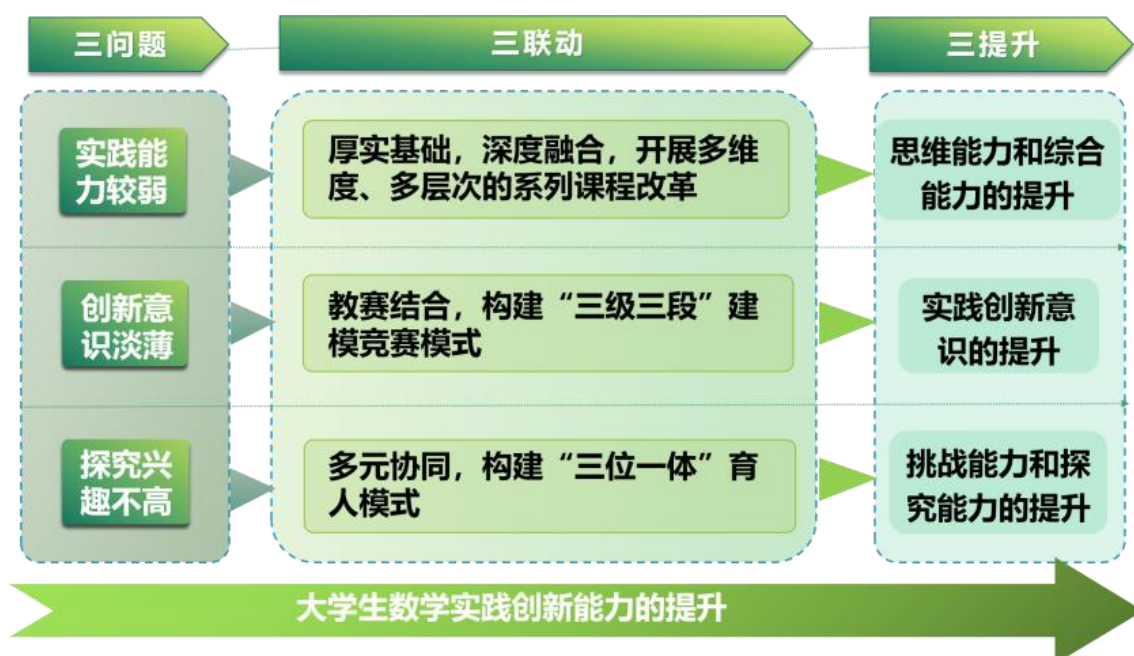 三问题
三联动
三提升
实践能
力较弱
厚实基础，深度融合，开展多维
度、多层次的系列课程改革
思维能力和综合
能力的提升
创新意
识淡薄
教赛结合，构建“三级三段”建
模竞赛模式
实践创新意
识的提升
探究兴
趣不高
多元协同，构建“三位一体”育
人模式
挑战能力和探
究能力的提升
大学生数学实践创新能力的提升